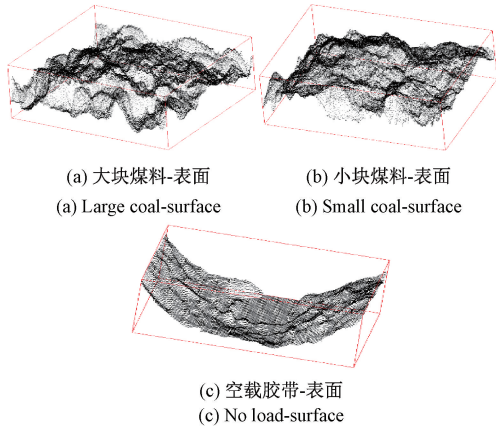 (a) 大块煤料-表面
(b) 小块煤料-表面
(a) Large coal-surface
(b) Small coal-surface
(c) 空载胶带-表面
(c) No load-surface